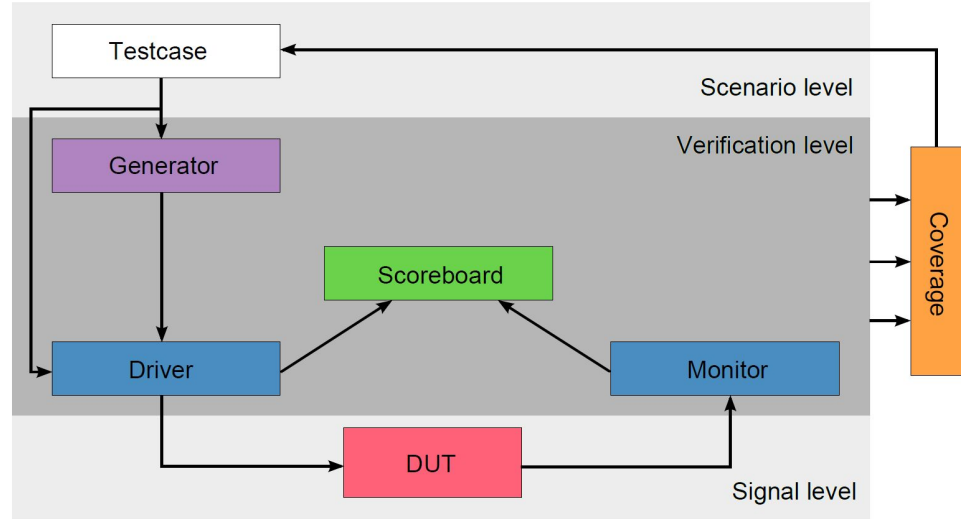 Testcase
Scenario level
Verification level
Generator
Coverage
Scoreboard
Driver
Monitor
DUT
Signal level